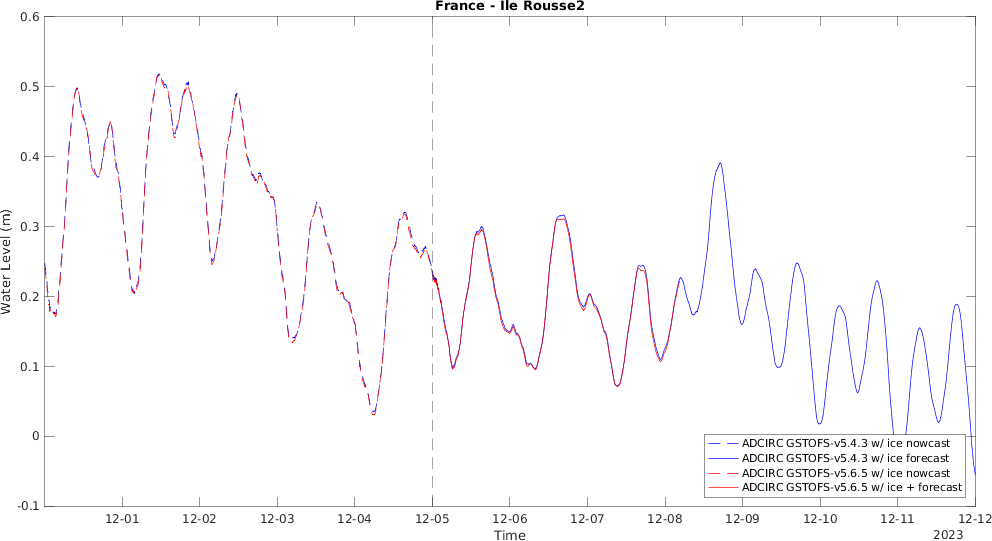 France - Ile Rousse2
Water Level (m)
0.6
0.5
0.4
0.3
0.2
0.1
0
-0.1
12-01 12-02 12-03 12-04 12-05 12-06 12-07 12-08 12-09 12-10 12-11 12-12
Time
2023
ADCIRC GSTOFS-v5.4.3 w/ ice nowcast
ADCIRC GSTOFS-v5.4.3 w/ ice forecast
ADCIRC GSTOFS-v5.6.5 w/ ice nowcast
ADCIRC GSTOFS-v5.6.5 w/ ice + forecast